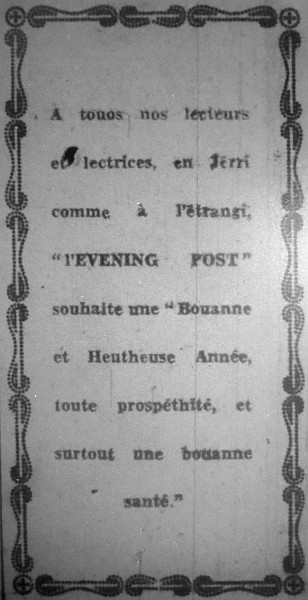 A touos nos lecteurs
et lectrices, en Jèrri
comme à l'êtrangi,
"l'EVENING POST"
souhaite une "Bouanne
et Heutheuse Année,
toute prospéthité, et
surtout une bouanne
santé."